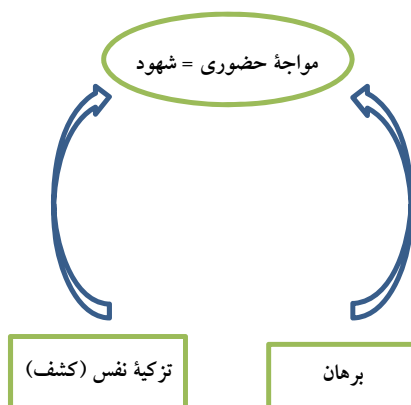 مواجهٔ حضوری = شهود
برهان
تزکیهٔ نفس (کشف)